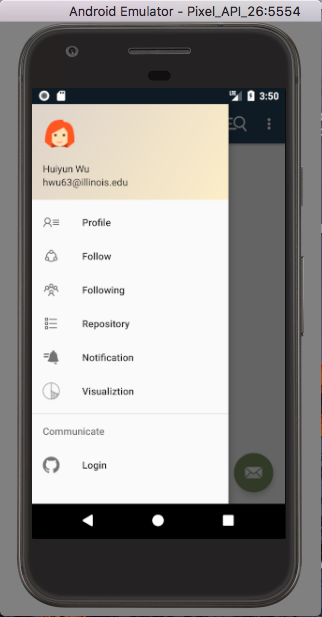 Android Emulator - Pixel_API_26:5554
LTE 3:50
Huiyun Wu
hwu63@illinois.edu
Profile
Follow
Following
Repository
Notification
Visualiztion
Communicate
Login